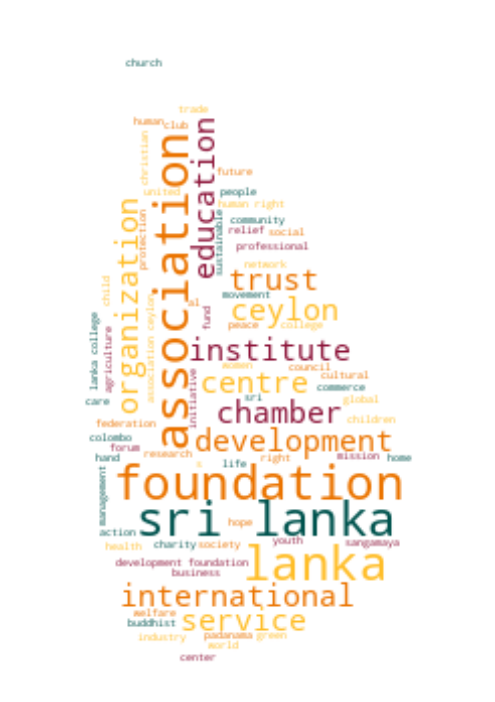 church
trade
human
club
christian
association
education
future
united
people
human right
organization
protection
sustainable
community
relief
social
professional
network
trust
child
movement
al
ceylon
association ceylon
fund
peace
college
lanka college
agriculture
institute
women
council
centre
cultural
initiative
commerce
sri
care
global
chamber
children
federation
colombo
development
forum
hand
research
right
mission
home
s
life
foundation
management
sri lanka
hope
action
health
charity
society
youth
sangamaya
lanka
development foundation
business
international
welfare
service
buddhist
industry
padanama
green
world
center